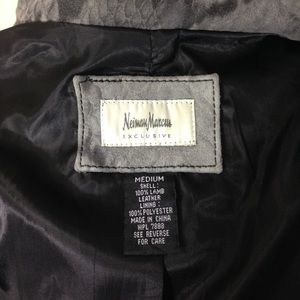 Neiman Marcus
EXCLUSIVE
MEDIUM
SHELL:
100% LAMB
LEATHER
LINING:
100% POLYESTER
MADE IN CHINA
WPL 7888
SEE REVERSE
FOR CARE